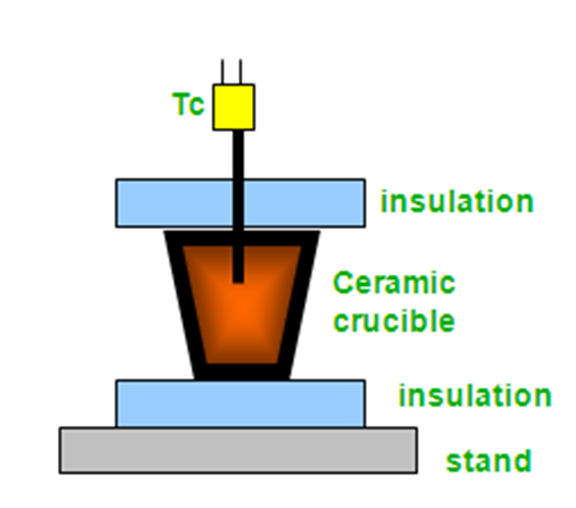 Tc
insulation
Ceramic
crucible
insulation
stand